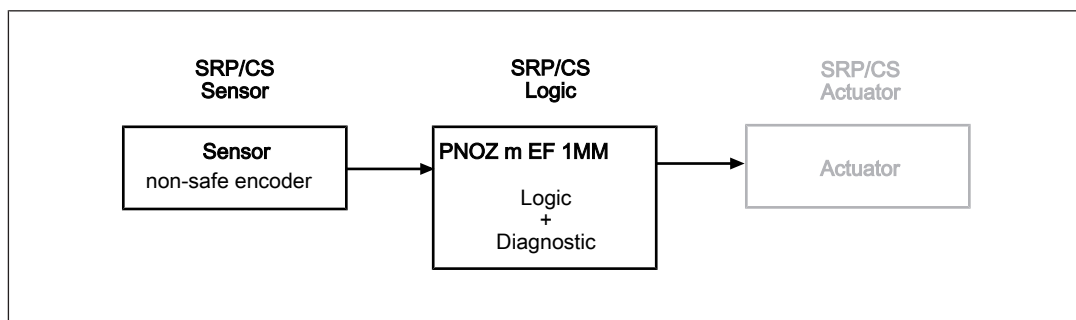 SRP/CS
Sensor
SRP/CS
Logic
SRP/CS
Actuator
Sensor
non-safe encoder
PNOZ m EF 1MM
Logic
+
Diagnostic
Actuator